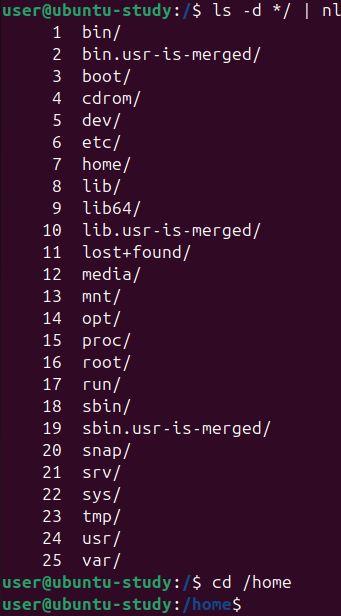 user@ubuntu-study:/$ ls -d */ | nl
1 bin/
2 bin.usr-is-merged/
3 boot/
4 cdrom/
5 dev/
6 etc/
7 home/
8 lib/
9 lib64/
10 lib.usr-is-merged/
11 lost+found/
12 media/
13 mnt/
14 opt/
15 proc/
16 root/
17 run/
18 sbin/
19 sbin.usr-is-merged/
20 snap/
21 srv/
22 sys/
23 tmp/
24 usr/
25 var/
user@ubuntu-study:/$ cd /home
user@ubuntu-study:/home$